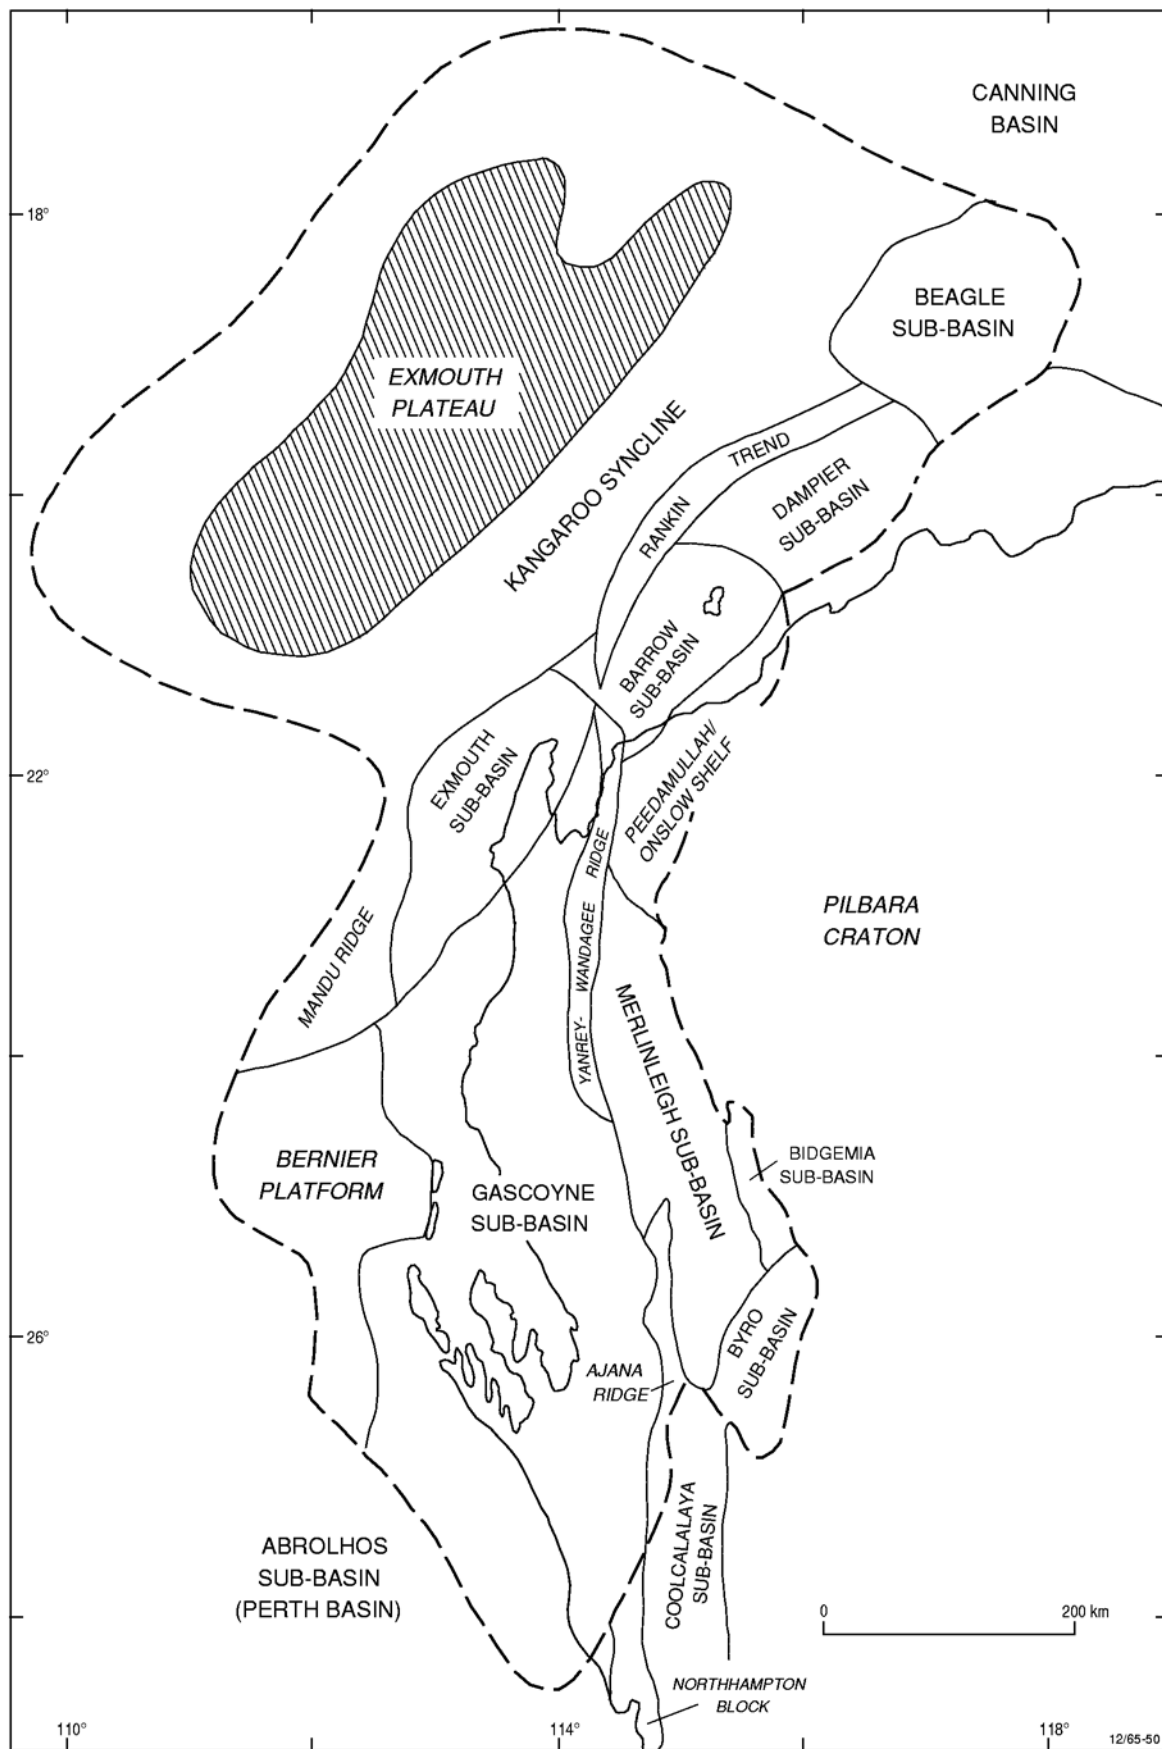 CANNING
BASIN
18°
BEAGLE
SUB-BASIN
EXMOUTH
PLATEAU
KANGAROO SYNCLINE
RANKIN
TREND
DAMPIER
SUB-BASIN
BARROW
SUB-BASIN
EXMOUTH
SUB-BASIN
22°
PEEDAMULLAH/
ONSLOW SHELF
YANREY-
WANDAGEE
RIDGE
PILBARA
CRATON
MANDU RIDGE
MERLINLEIGH SUB-BASIN
BERNIER
PLATFORM
BIDGEMIA
SUB-BASIN
GASCOYNE
SUB-BASIN
26°
BYRO
SUB-BASIN
AJANA
RIDGE
COOLCALALAYA
SUB-BASIN
ABROLHOS
SUB-BASIN
(PERTH BASIN)
0
200 km
NORTHHAMPTON
BLOCK
110°
114°
118°
12/65-50